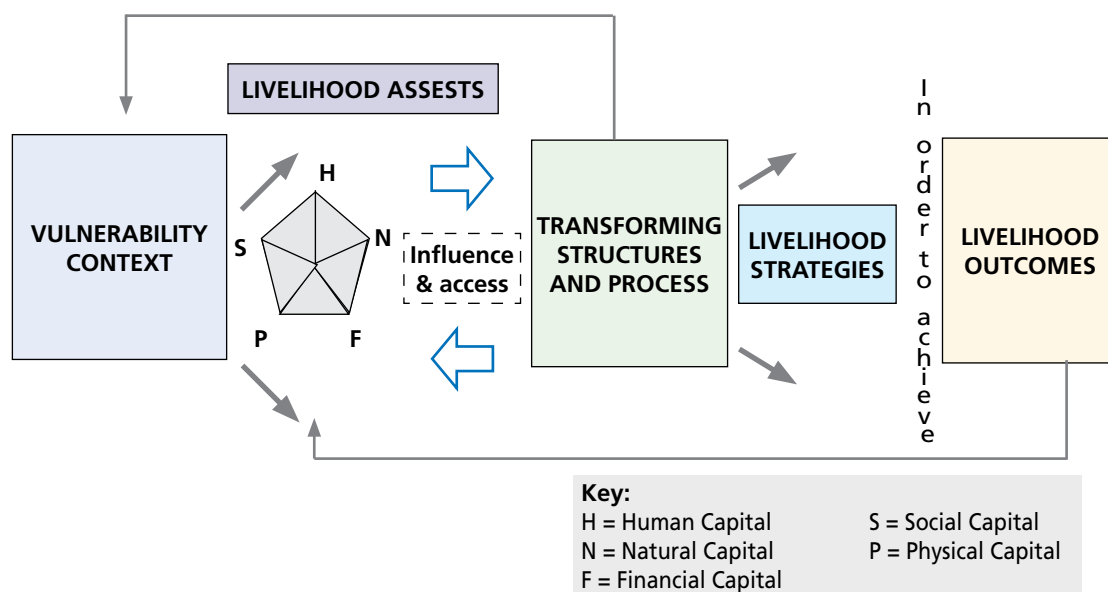 LIVELIHOOD ASSESTS
VULNERABILITY
CONTEXT
H
S
N
P
F
Influence
& access
TRANSFORMING
STRUCTURES
AND PROCESS
LIVELIHOOD
STRATEGIES
In order to achieve
LIVELIHOOD
OUTCOMES
Key:
H = Human Capital
N = Natural Capital
F = Financial Capital
S = Social Capital
P = Physical Capital